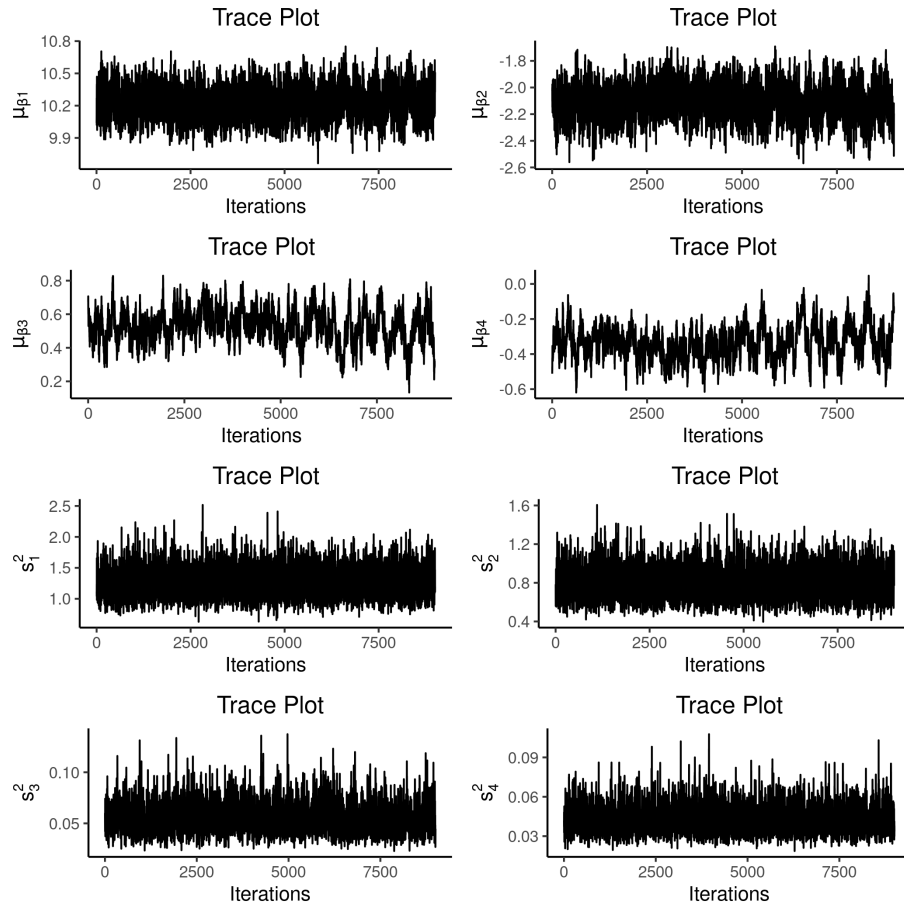 Trace Plot
10.8
10.5
10.2
9.9
μβ1
0 2500 5000 7500
Iterations
Trace Plot
-1.8
-2.0
-2.2
-2.4
-2.6
μβ2
0 2500 5000 7500
Iterations
Trace Plot
0.8
0.6
0.4
0.2
μβ3
0 2500 5000 7500
Iterations
Trace Plot
0.0
-0.2
-0.4
-0.6
μβ4
0 2500 5000 7500
Iterations
Trace Plot
2.5
2.0
1.5
1.0
s²₁
0 2500 5000 7500
Iterations
Trace Plot
1.6
1.2
0.8
0.4
s²₂
0 2500 5000 7500
Iterations
Trace Plot
0.10
0.05
s²₃
0 2500 5000 7500
Iterations
Trace Plot
0.09
0.06
0.03
s²₄
0 2500 5000 7500
Iterations